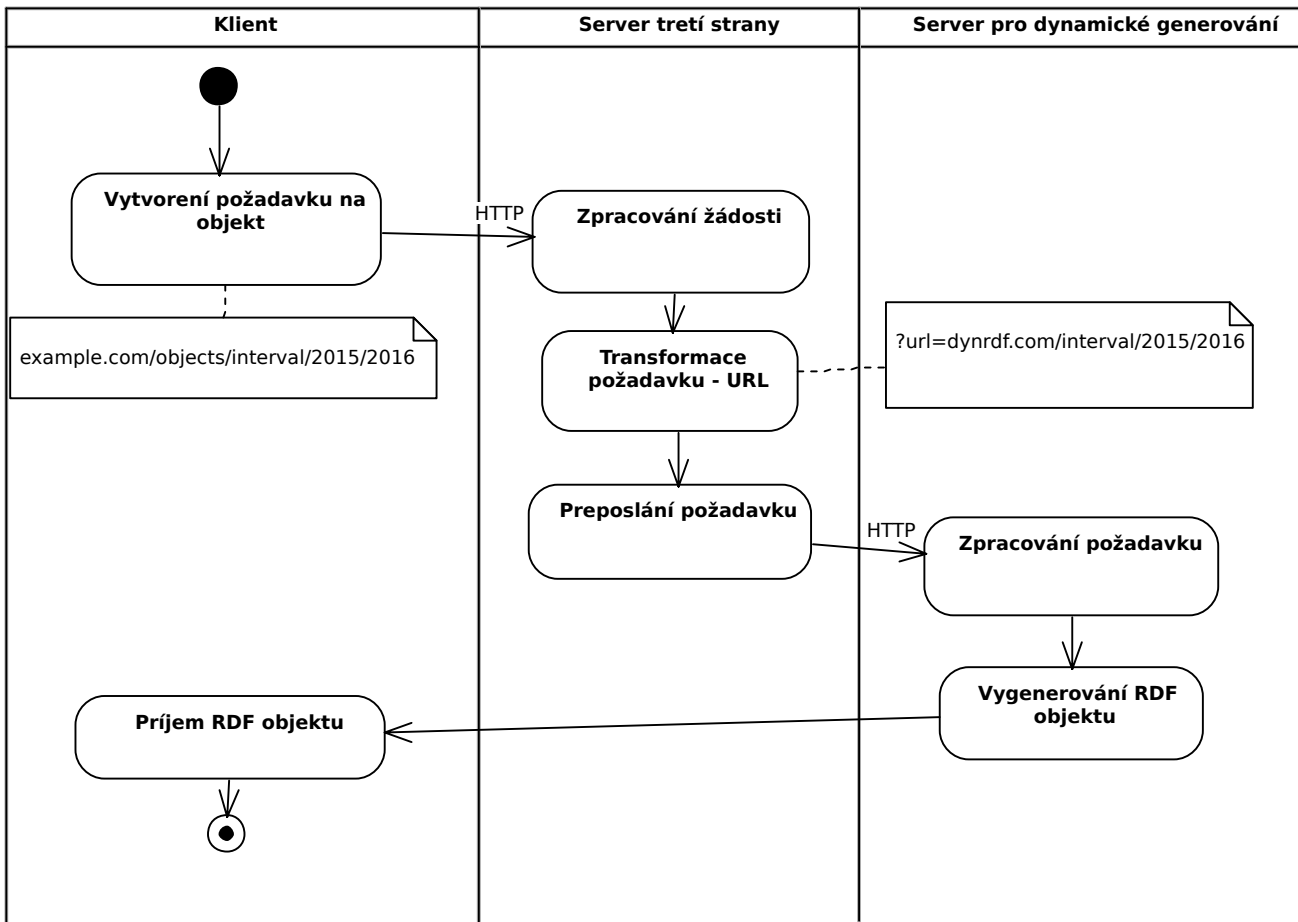 Klient
Server tretí strany
Server pro dynamické generování
Vytvorení požadavku na
objekt
HTTP
Zpracování žádosti
example.com/objects/interval/2015/2016
Transformace
požadavku - URL
?url=dynrdf.com/interval/2015/2016
Preposlání požadavku
HTTP
Zpracování požadavku
Vygenerování RDF
objektu
Príjem RDF objektu